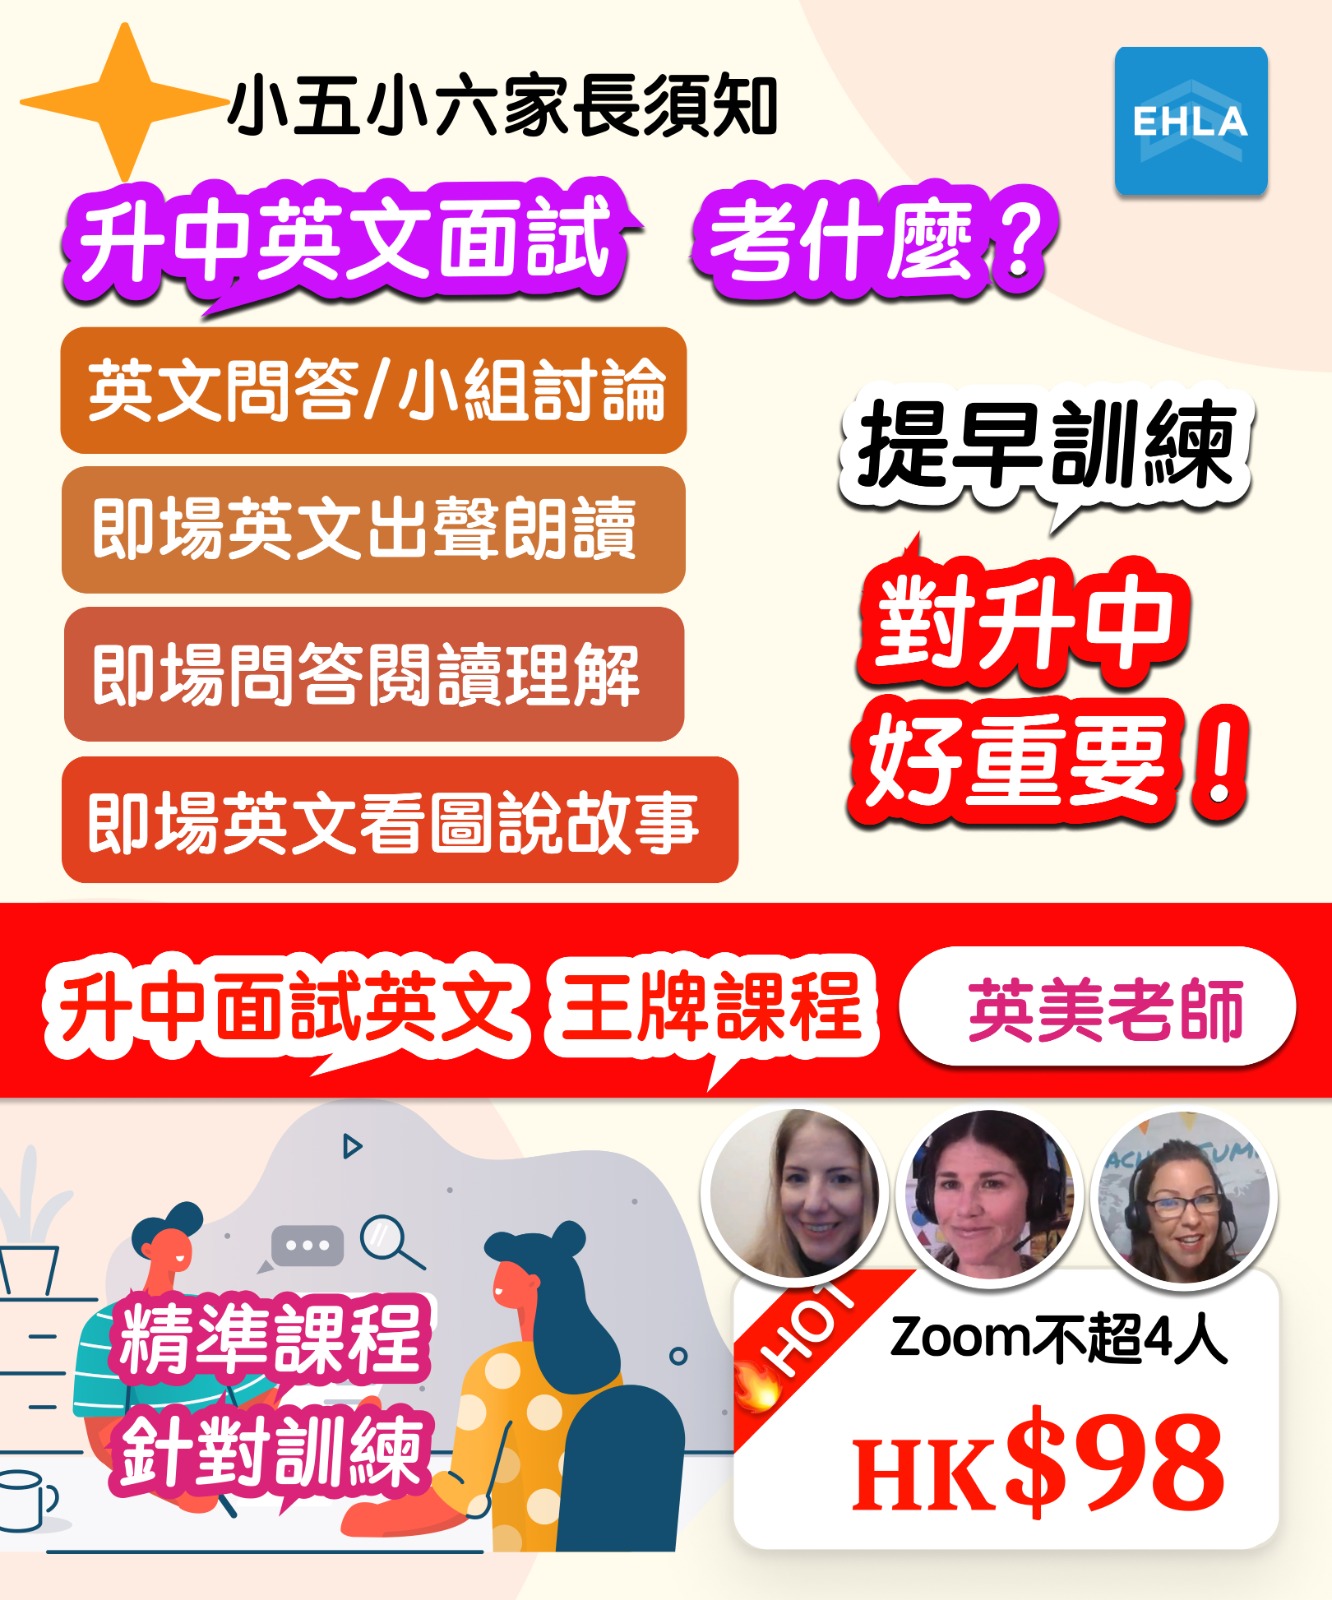 小五小六家長須知
EHLA
升中英文面試 考什麼？
英文問答/小組討論
即場英文出聲朗讀
即場問答閱讀理解
即場英文看圖說故事
提早訓練
對升中
好重要！
升中面試英文 王牌課程 英美老師
精準課程
針對訓練
HOT
Zoom不超4人
HK$98